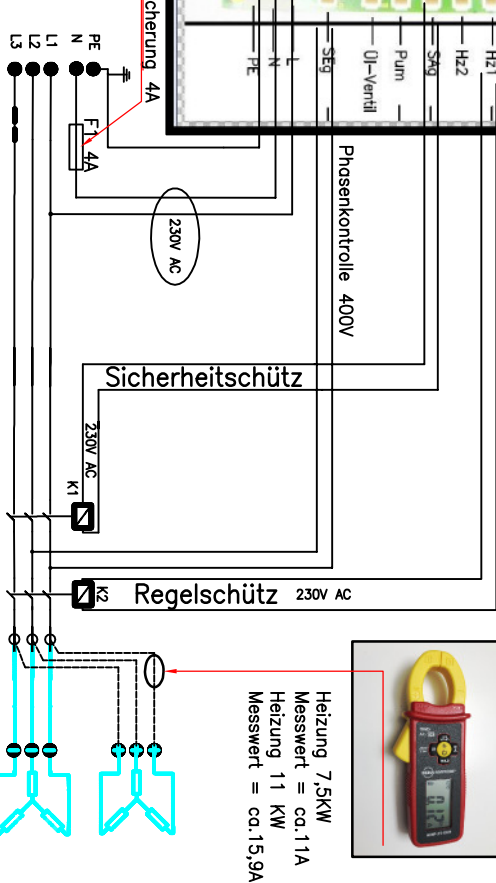 cherung 4A
PE
N
L
SEg
Öl-Ventil
Pum
SAg
Hz2
Hz1
L3
L2
L1
N
PE
F1
4A
230V AC
Phasenkontrolle 400V
Sicherheitschütz
230V AC
K1
K2
Regelschütz 230V AC
Heizung 7,5KW
Messwert = ca.11A
Heizung 11 KW
Messwert = ca.15,9A